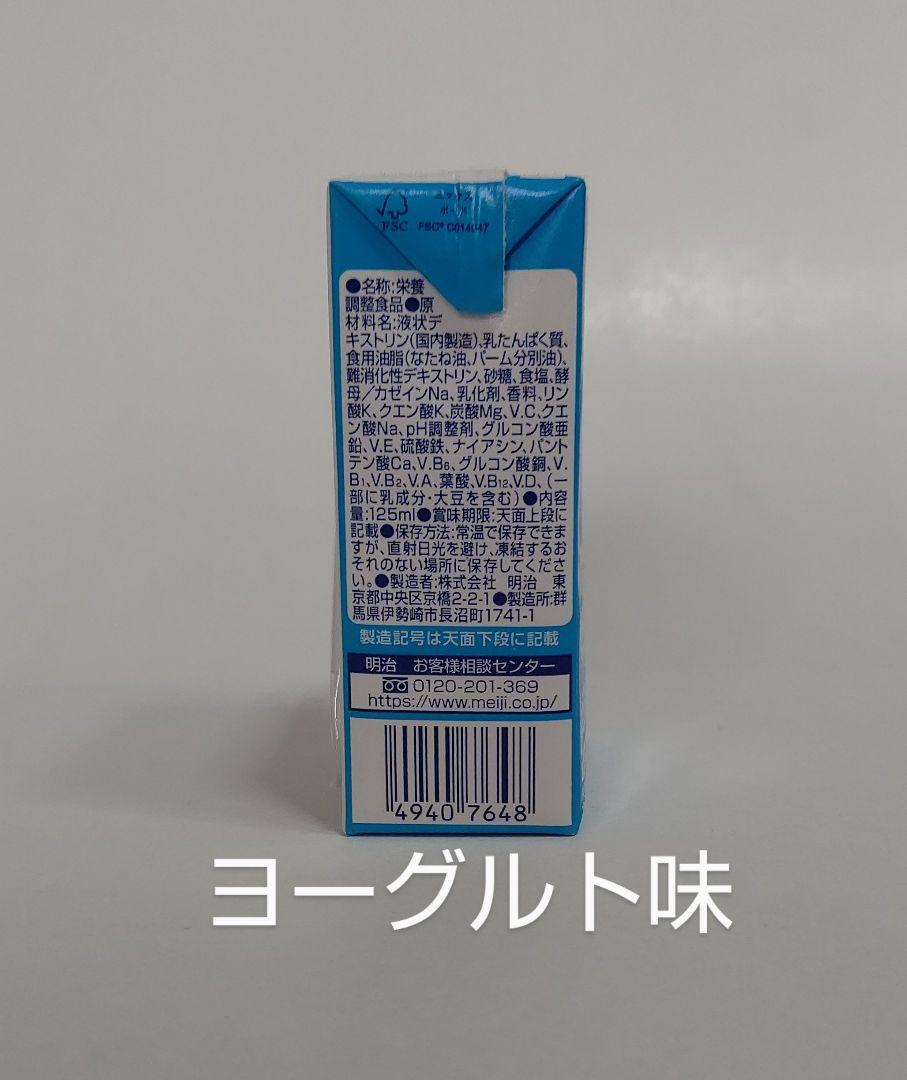 ミックス
FSC
FSC® C014047
●名称:栄養
調整食品●原
材料名:液状デ
キストリン(国内製造)、乳たんぱく質、
食用油脂(なたね油、パーム分別油)、
難消化性デキストリン、砂糖、食塩、酵
母/カゼインNa、乳化剤、香料、リン
酸K、クエン酸K、炭酸Mg、V.C、クエ
ン酸Na、pH調整剤、グルコン酸亜
鉛、V.E、硫酸鉄、ナイアシン、パント
テン酸Ca、V.B₆、グルコン酸銅、V.
B₁、V.B₂、V.A、葉酸、V.B₁₂、V.D、(一
部に乳成分・大豆を含む)●内容
量:125ml●賞味期限:天面上段に
記載●保存方法:常温で保存できま
すが、直射日光を避け、凍結するお
それのない場所に保存してくださ
い。●製造者:株式会社 明治 東
京都中央区京橋2-2-1●製造所:群
馬県伊勢崎市長沼町1741-1
製造記号は天面下段に記載
明治 お客様相談センター
0120-201-369
https://www.meiji.co.jp/
4940 7648
ヨーグルト味